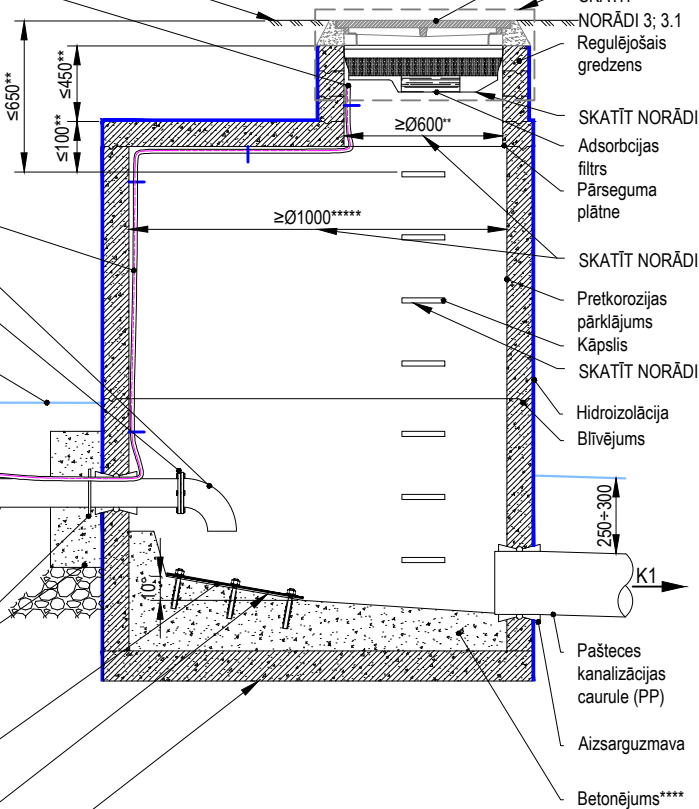 SKATĪT
NORĀDI 3; 3.1
Regulējošais
gredzens
SKATĪT NORĀDI
Adsorbcijas
filtrs
Pārseguma
plātne
SKATĪT NORĀDI
Pretkorozijas
pārklājums
Kāpslis
SKATĪT NORĀDI
Hidroizolācija
Blīvējums
≤650**
≤450**
≤100**
≥Ø600**
≥Ø1000*****
250÷300
K1
10°
Pašteces
kanalizācijas
caurule (PP)
Aizsarguzmava
Betonējums****